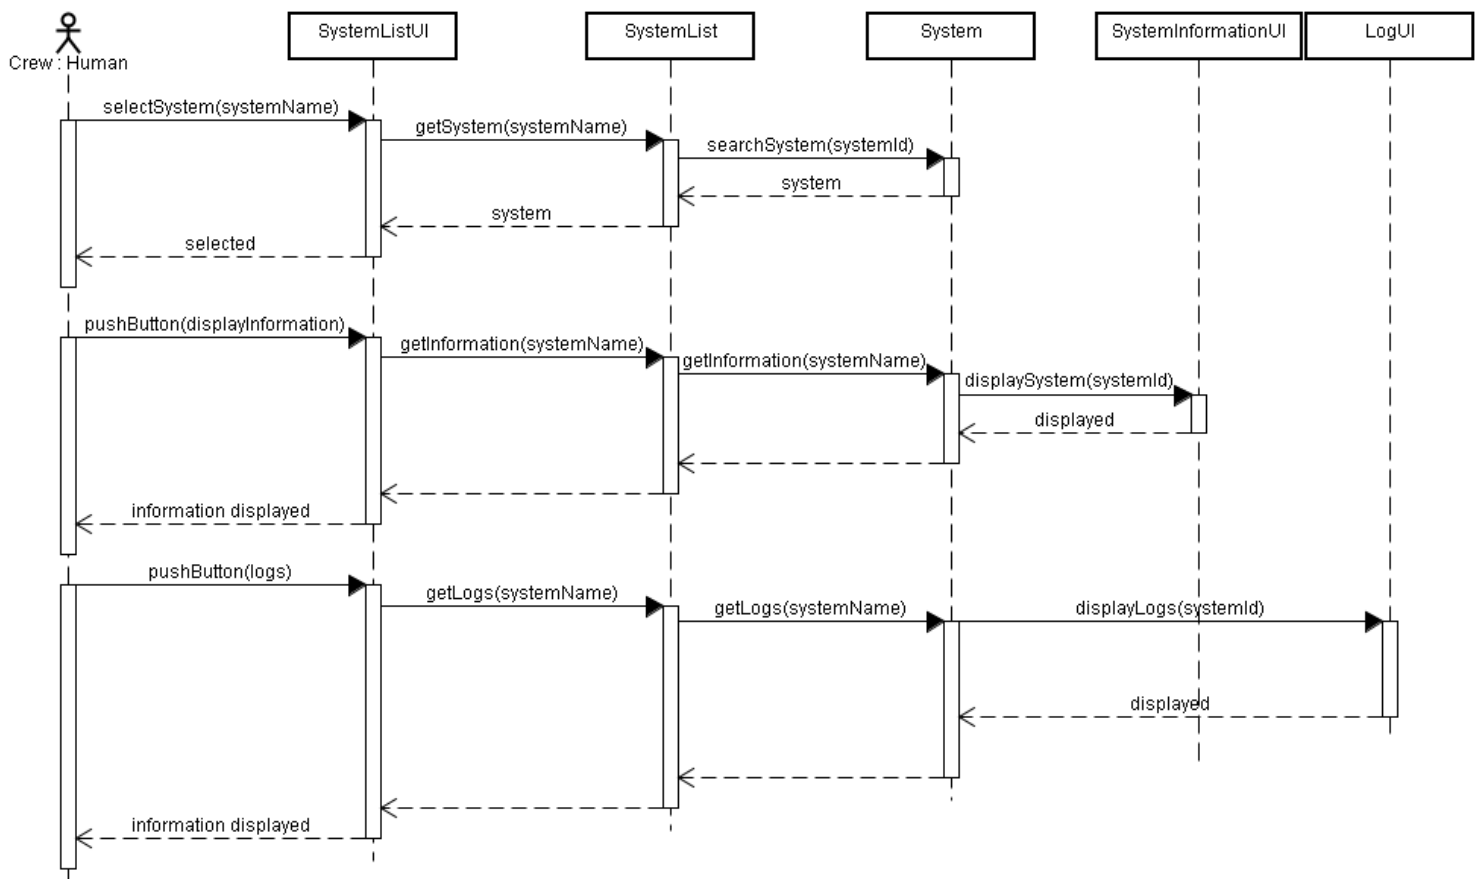 SystemListUI
SystemList
System
SystemInformationUI
LogUI
Crew : Human
selectSystem(systemName)
getSystem(systemName)
searchSystem(systemId)
system
system
selected
pushButton(displayInformation)
getInformation(systemName)
getInformation(systemName)
displaySystem(systemId)
displayed
information displayed
pushButton(logs)
getLogs(systemName)
getLogs(systemName)
displayLogs(systemId)
displayed
information displayed